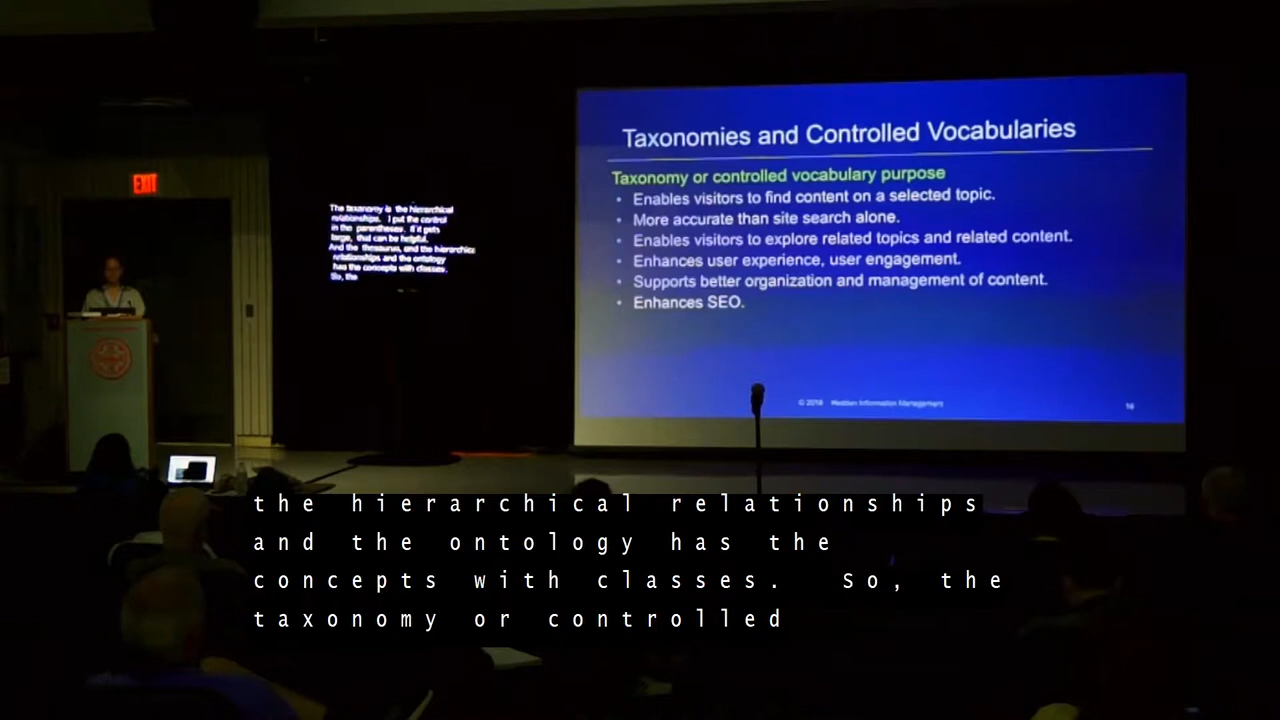 EXIT
The taxonomy is the hierarchical
relationships. I put the control
in the parentheses. If it gets
large, that can be helpful.
And the thesaurus, and the hierarchica
relationships and the ontology
has the concepts with classes.
So, the
Taxonomies and Controlled Vocabularies
Taxonomy or controlled vocabulary purpose
• Enables visitors to find content on a selected topic.
• More accurate than site search alone.
• Enables visitors to explore related topics and related content.
• Enhances user experience, user engagement.
• Supports better organization and management of content.
• Enhances SEO.
Information Management
16
the hierarchical relationships
and the ontology has the
concepts with classes. So, the
taxonomy or controlled